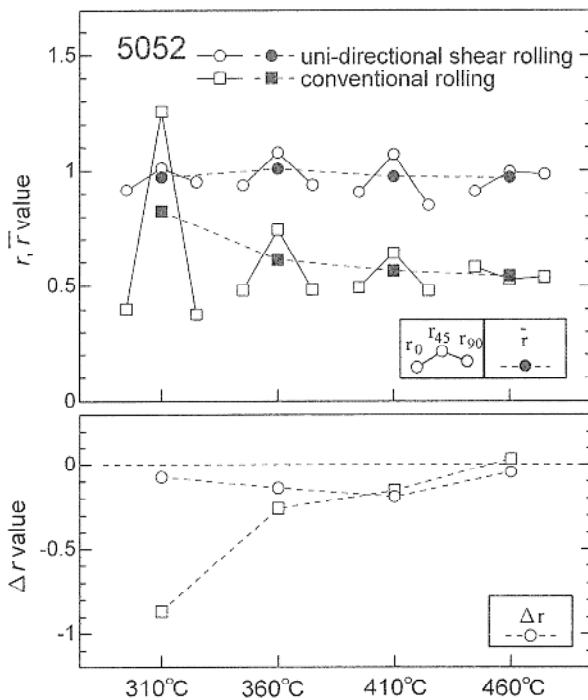 5052
uni-directional shear rolling
conventional rolling
1.5
1
0.5
0
r, r̅ value
r₀ r₄₅ r₉₀
r̅
0
-0.5
-1
Δr value
Δr
310℃ 360℃ 410℃ 460℃